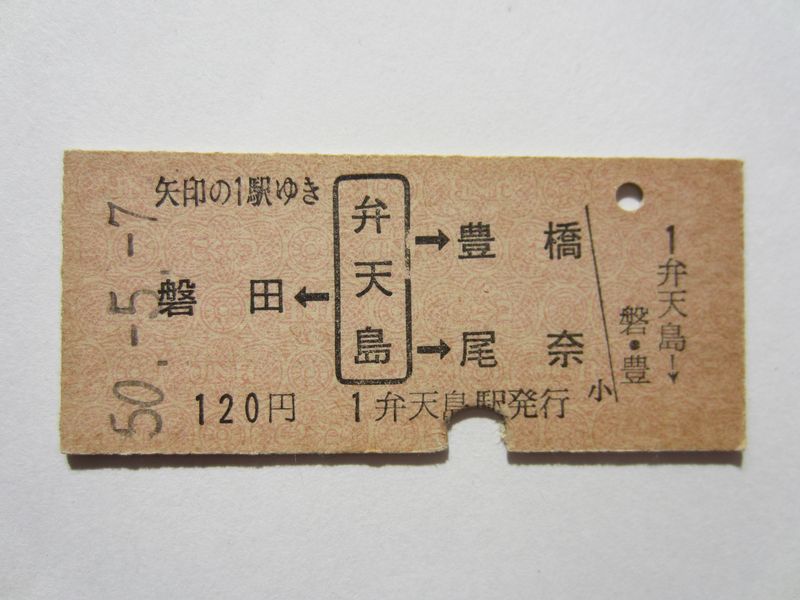 50.-5.-7
矢印の1駅ゆき
弁天島
→豊橋
磐田←
→尾奈
120円 1弁天島駅発行
小
1弁天島→
磐・豊